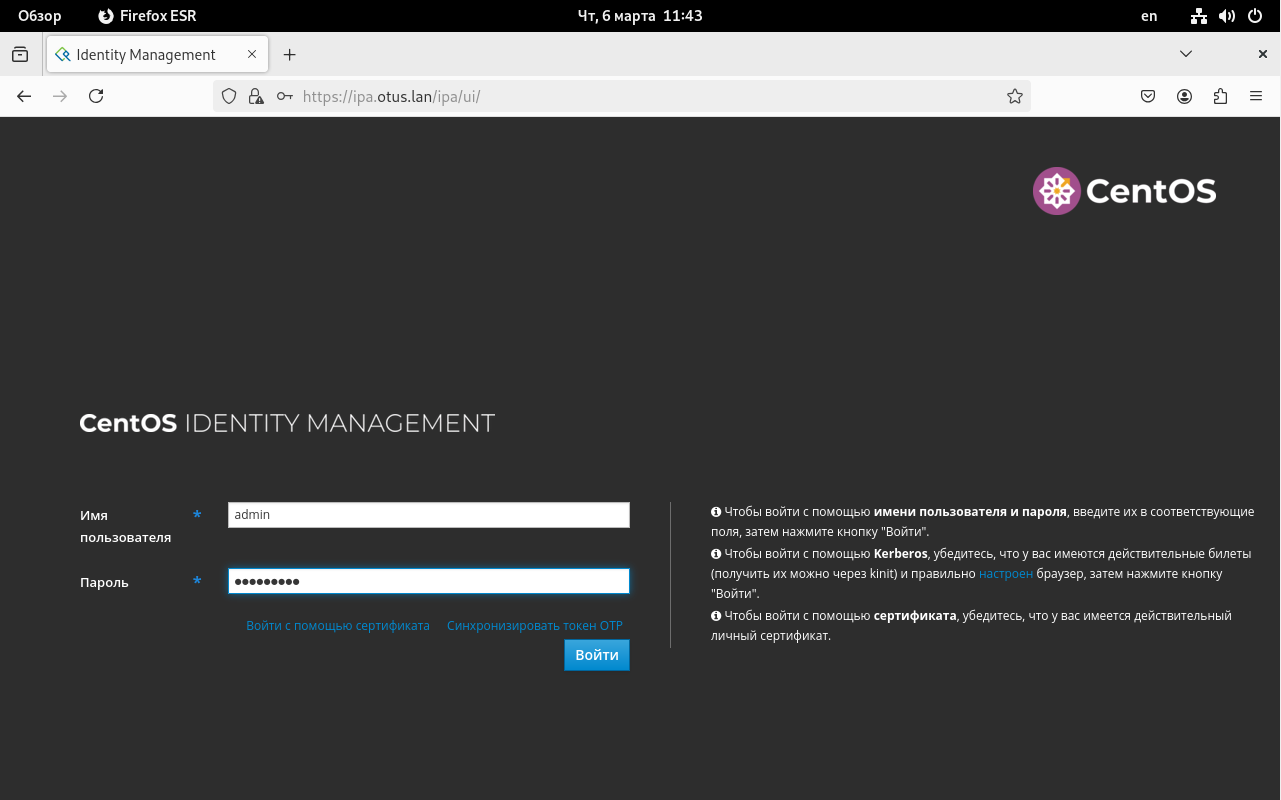 Обзор Firefox ESR Чт, 6 марта 11:43 en
Identity Management
https://ipa.otus.lan/ipa/ui/
CentOS
CentOS IDENTITY MANAGEMENT
Имя пользователя * admin
Пароль * ●●●●●●●●●
Войти с помощью сертификата Синхронизировать токен OTP
Войти
Чтобы войти с помощью имени пользователя и пароля, введите их в соответствующие
поля, затем нажмите кнопку "Войти".
Чтобы войти с помощью Kerberos, убедитесь, что у вас имеются действительные билеты
(получить их можно через kinit) и правильно настроен браузер, затем нажмите кнопку
"Войти".
Чтобы войти с помощью сертификата, убедитесь, что у вас имеется действительный
личный сертификат.